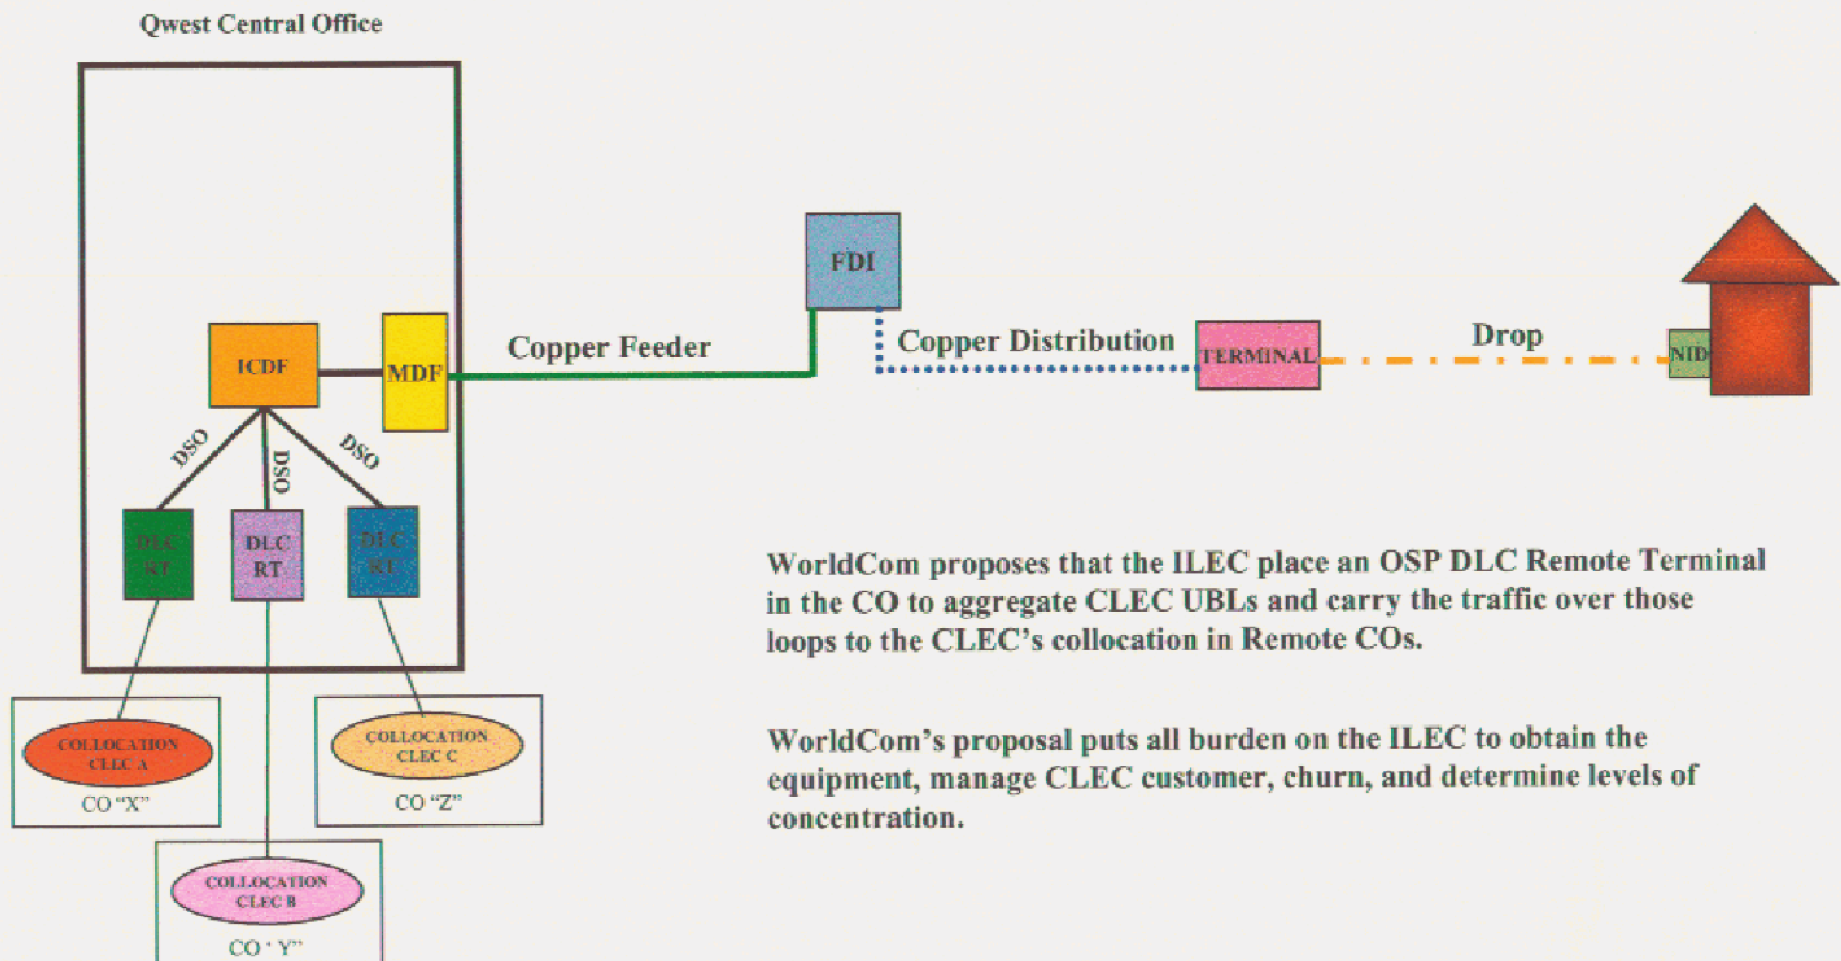 Qwest Central Office
FDI
Copper Feeder
Copper Distribution
TERMINAL
Drop
NID
ICDF
MDF
DSO
DSO
DSO
DLC
RT
DLC
RT
DLC
RT
WorldCom proposes that the ILEC place an OSP DLC Remote Terminal
in the CO to aggregate CLEC UBLs and carry the traffic over those
loops to the CLEC’s collocation in Remote COs.
WorldCom’s proposal puts all burden on the ILEC to obtain the
equipment, manage CLEC customer, churn, and determine levels of
concentration.
COLLOCATION
CLEC A
CO “X”
COLLOCATION
CLEC C
CO “Z”
COLLOCATION
CLEC B
CO “Y”